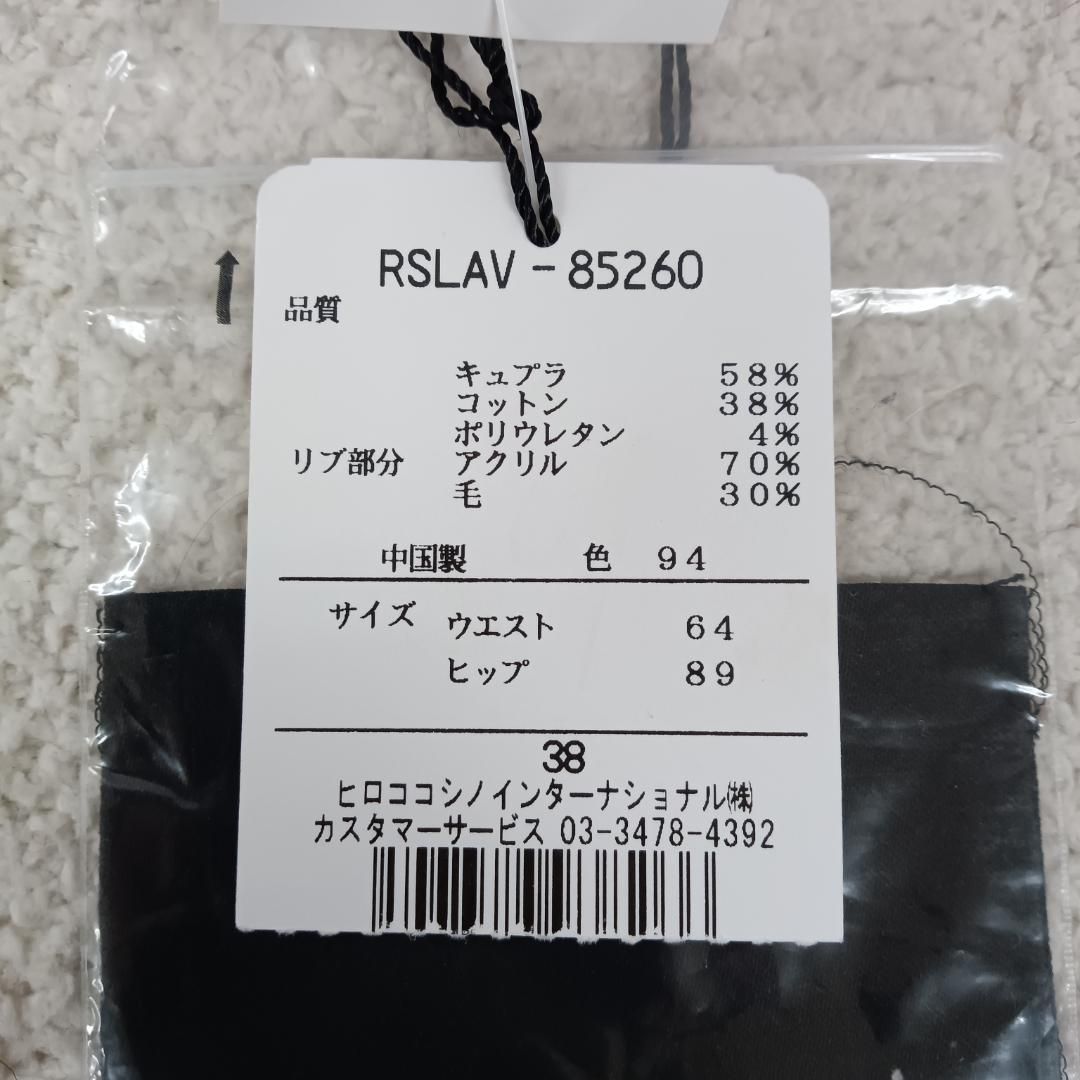 RSLAV-85260
品質
キュプラ 58%
コットン 38%
ポリウレタン 4%
リブ部分 アクリル 70%
毛 30%
中国製 色 94
サイズ ウエスト 64
ヒップ 89
38
ヒロココシノインターナショナル㈱
カスタマーサービス 03-3478-4392